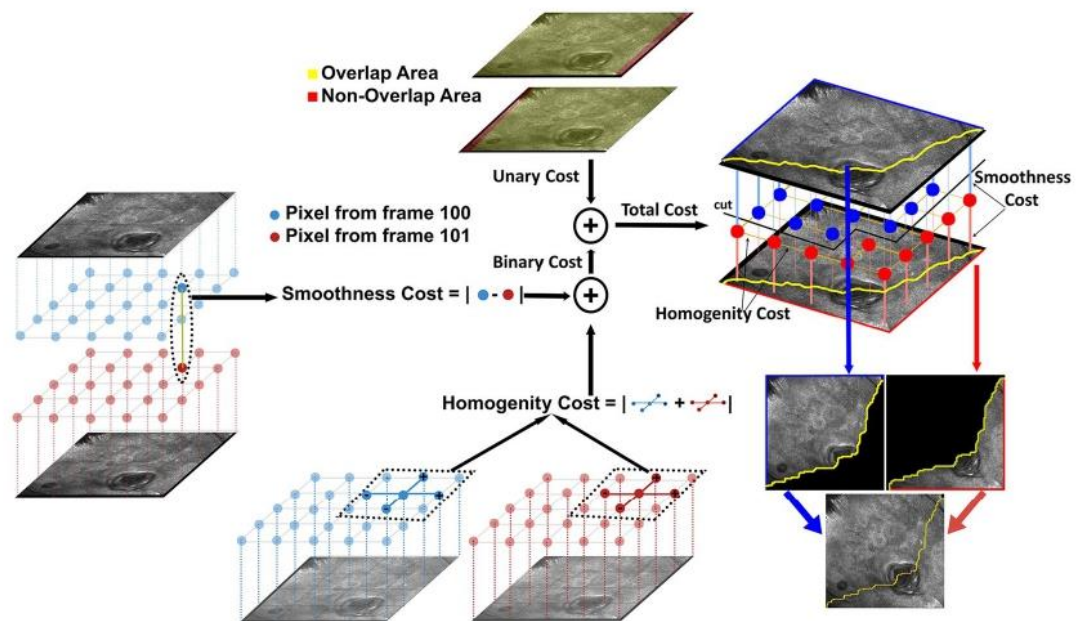 Overlap Area
Non-Overlap Area
Unary Cost
Pixel from frame 100
Pixel from frame 101
Total Cost
Binary Cost
Smoothness Cost = | - |
+
+
Homogenity Cost = | + |
cut
Smoothness
Cost
Homogenity Cost